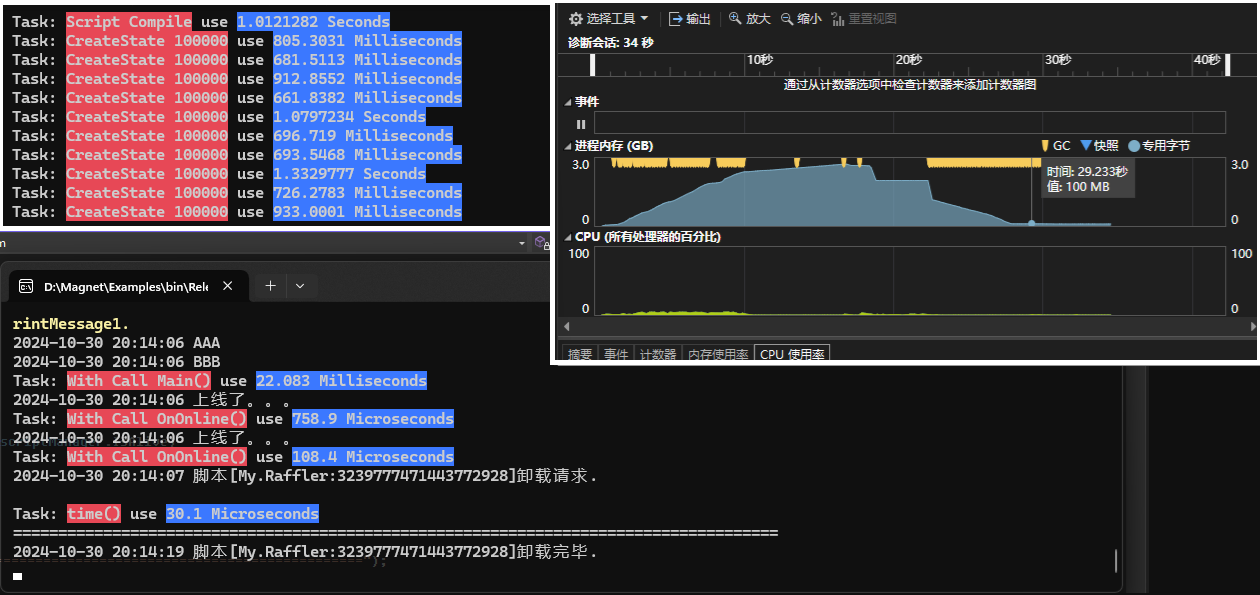 Task: Script Compile use 1.0121282 Seconds
Task: CreateState 100000 use 805.3031 Milliseconds
Task: CreateState 100000 use 681.5113 Milliseconds
Task: CreateState 100000 use 912.8552 Milliseconds
Task: CreateState 100000 use 661.8382 Milliseconds
Task: CreateState 100000 use 1.0797234 Seconds
Task: CreateState 100000 use 696.719 Milliseconds
Task: CreateState 100000 use 693.5468 Milliseconds
Task: CreateState 100000 use 1.3329777 Seconds
Task: CreateState 100000 use 726.2783 Milliseconds
Task: CreateState 100000 use 933.0001 Milliseconds
选择工具 输出 放大 缩小 重置视图
诊断会话: 34 秒
10秒 20秒 30秒 40秒
通过从计数器选项中检查计数器来添加计数图
事件
进程内存 (GB) GC 快照 专用字节
3.0 3.0
时间: 29.233秒
值: 100 MB
0 0
CPU (所有处理器的百分比)
100 100
0 0
摘要 事件 计数器 内存使用率 CPU 使用率
D:\Magnet\Examples\bin\Rele
rintMessage1.
2024-10-30 20:14:06 AAA
2024-10-30 20:14:06 BBB
Task: With Call Main() use 22.083 Milliseconds
2024-10-30 20:14:06 上线了。。。
Task: With Call OnOnline() use 758.9 Microseconds
2024-10-30 20:14:06 上线了。。。
Task: With Call OnOnline() use 108.4 Microseconds
2024-10-30 20:14:07 脚本[My.Raffler:3239777471443772928]卸载请求.
Task: time() use 30.1 Microseconds
=====================================================================================
2024-10-30 20:14:19 脚本[My.Raffler:3239777471443772928]卸载完毕.